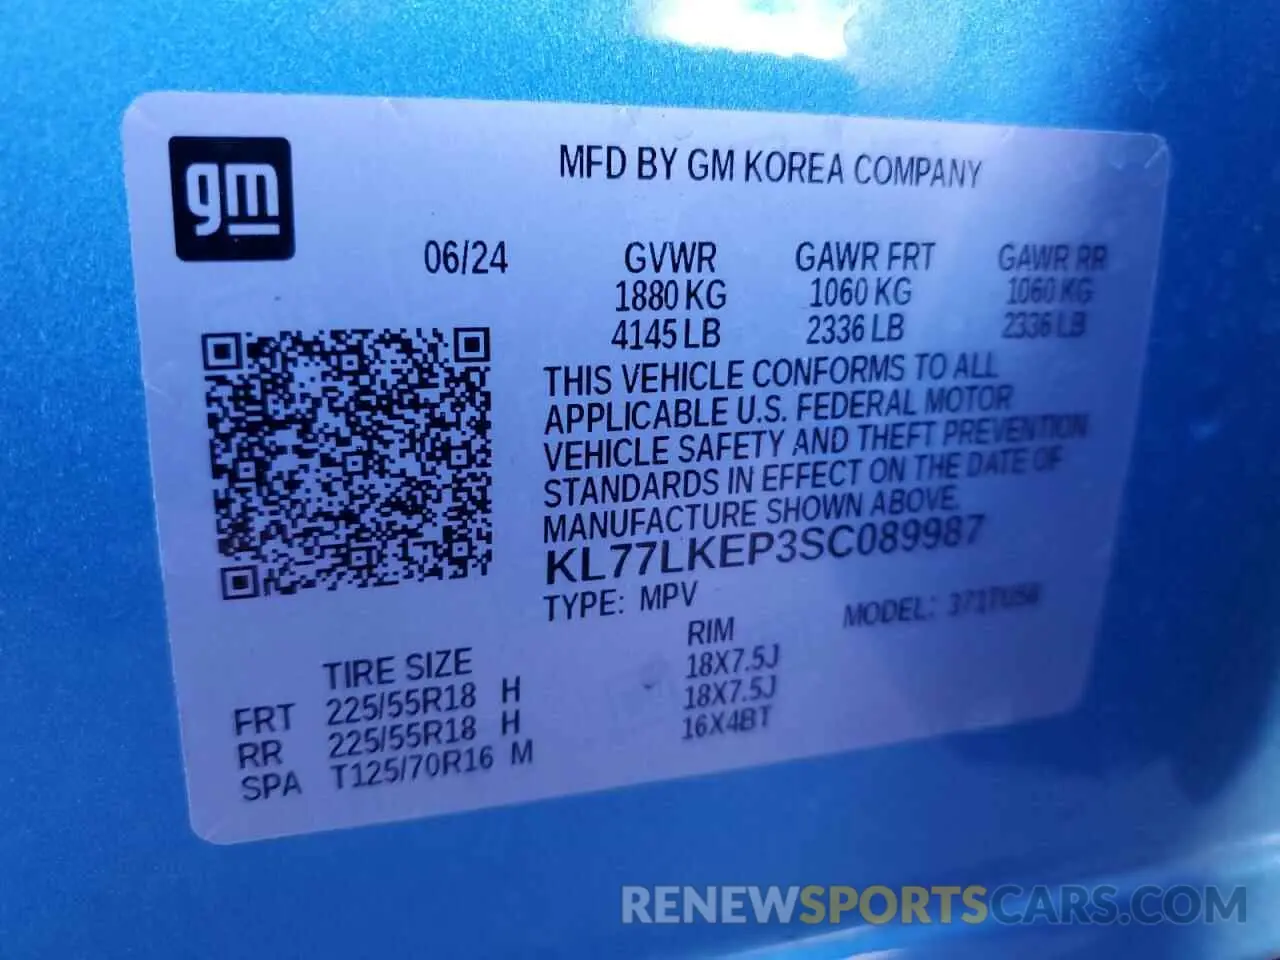 gm
MFD BY GM KOREA COMPANY
06/24 GVWR GAWR FRT GAWR RR
1880 KG 1060 KG 1060 KG
4145 LB 2336 LB 2336 LB
THIS VEHICLE CONFORMS TO ALL
APPLICABLE U.S. FEDERAL MOTOR
VEHICLE SAFETY AND THEFT PREVENTION
STANDARDS IN EFFECT ON THE DATE OF
MANUFACTURE SHOWN ABOVE.
KL77LKEP3SC089987
TYPE: MPV MODEL:
TIRE SIZE RIM
FRT 225/55R18 H 18X7.5J
RR 225/55R18 H 18X7.5J
SPA T125/70R16 M 16X4BT
RENEWSPORTSCARS.COM